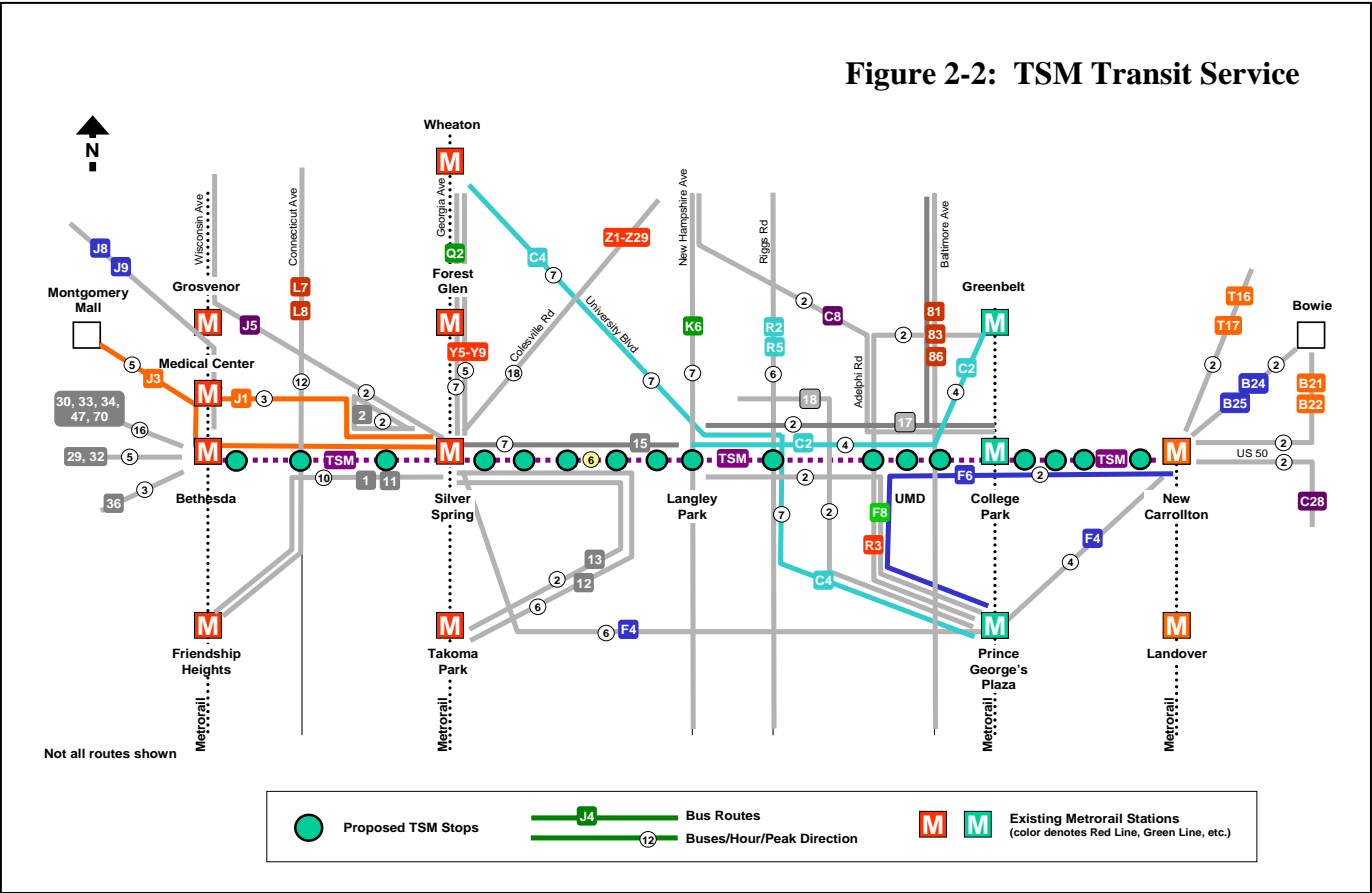 Figure 2-2: TSM Transit Service
N
Wheaton
M
Wisconsin Ave
Connecticut Ave
Georgia Ave
New Hampshire Ave
Riggs Rd
Baltimore Ave
J8
J9
Q2
C4
7
Z1-Z29
Montgomery
Mall
Grosvenor
M
L7
L8
Forest
Glen
M
University Blvd
Colesville Rd
K6
2
C8
R2
R5
Adelphi Rd
81
83
86
2
Greenbelt
M
T16
T17
Bowie
J5
5
J3
Medical Center
M
J1
3
12
2
2
2
Y5-Y9
5
7
18
7
7
6
C2
4
2
2
B24
B25
B21
B22
30, 33, 34,
47, 70
16
29, 32
5
36
3
M
Bethesda
TSM
10
1
11
M
Silver
Spring
7
15
6
18
2
17
C2
4
TSM
Langley
Park
2
UMD
M
College
Park
F6
2
TSM
M
New
Carrollton
2
US 50
2
C28
7
2
F8
R3
F4
4
13
2
12
6
C4
M
Friendship
Heights
M
Takoma
Park
6
F4
M
Prince
George's
Plaza
M
Landover
Metrorail
Metrorail
Metrorail
Metrorail
Not all routes shown
Proposed TSM Stops
J4
Bus Routes
12
Buses/Hour/Peak Direction
M
M
Existing Metrorail Stations
(color denotes Red Line, Green Line, etc.)